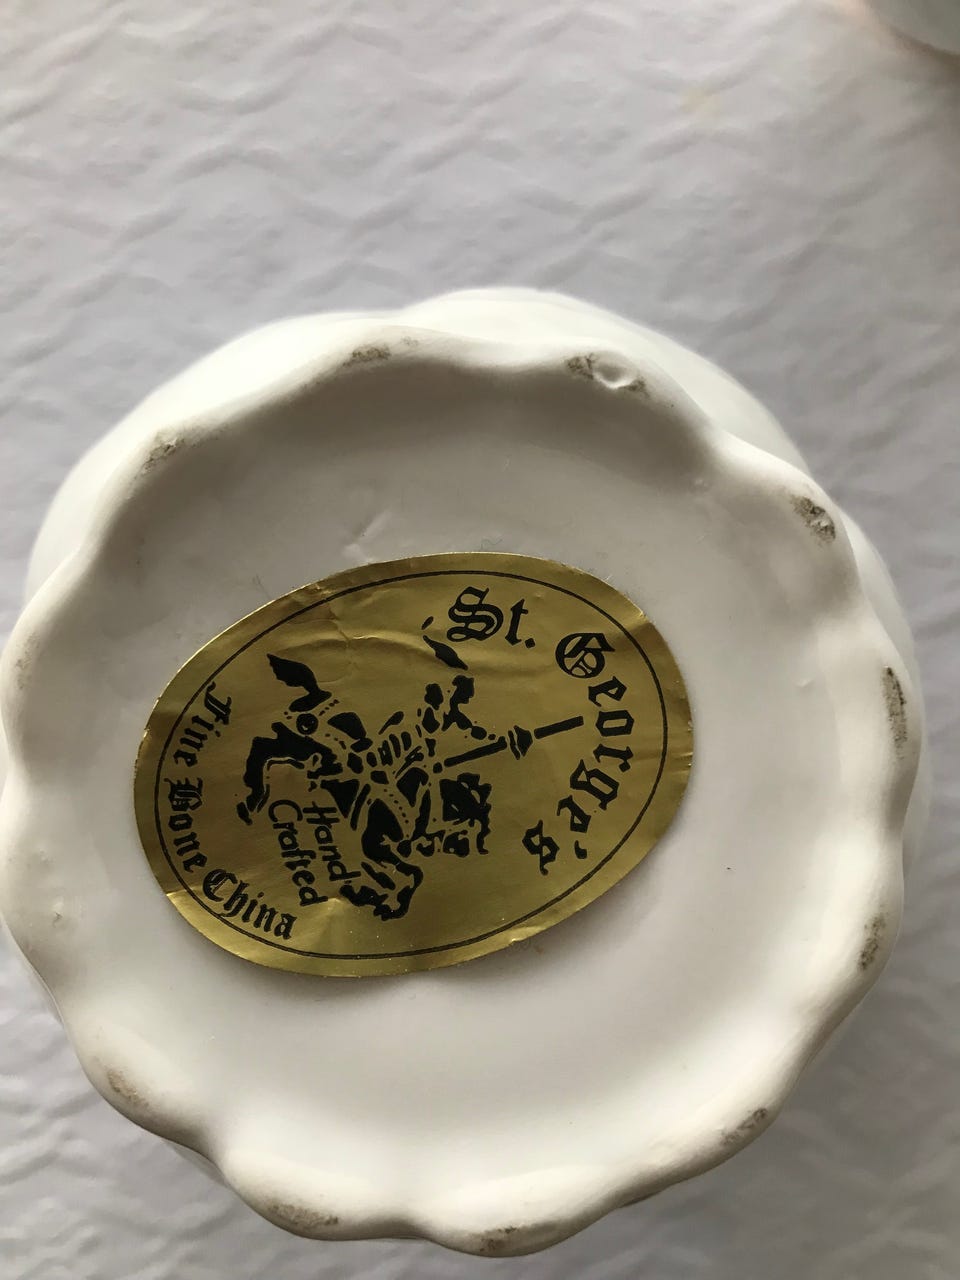 St. George's
Hand
Crafted
Fine Bone China